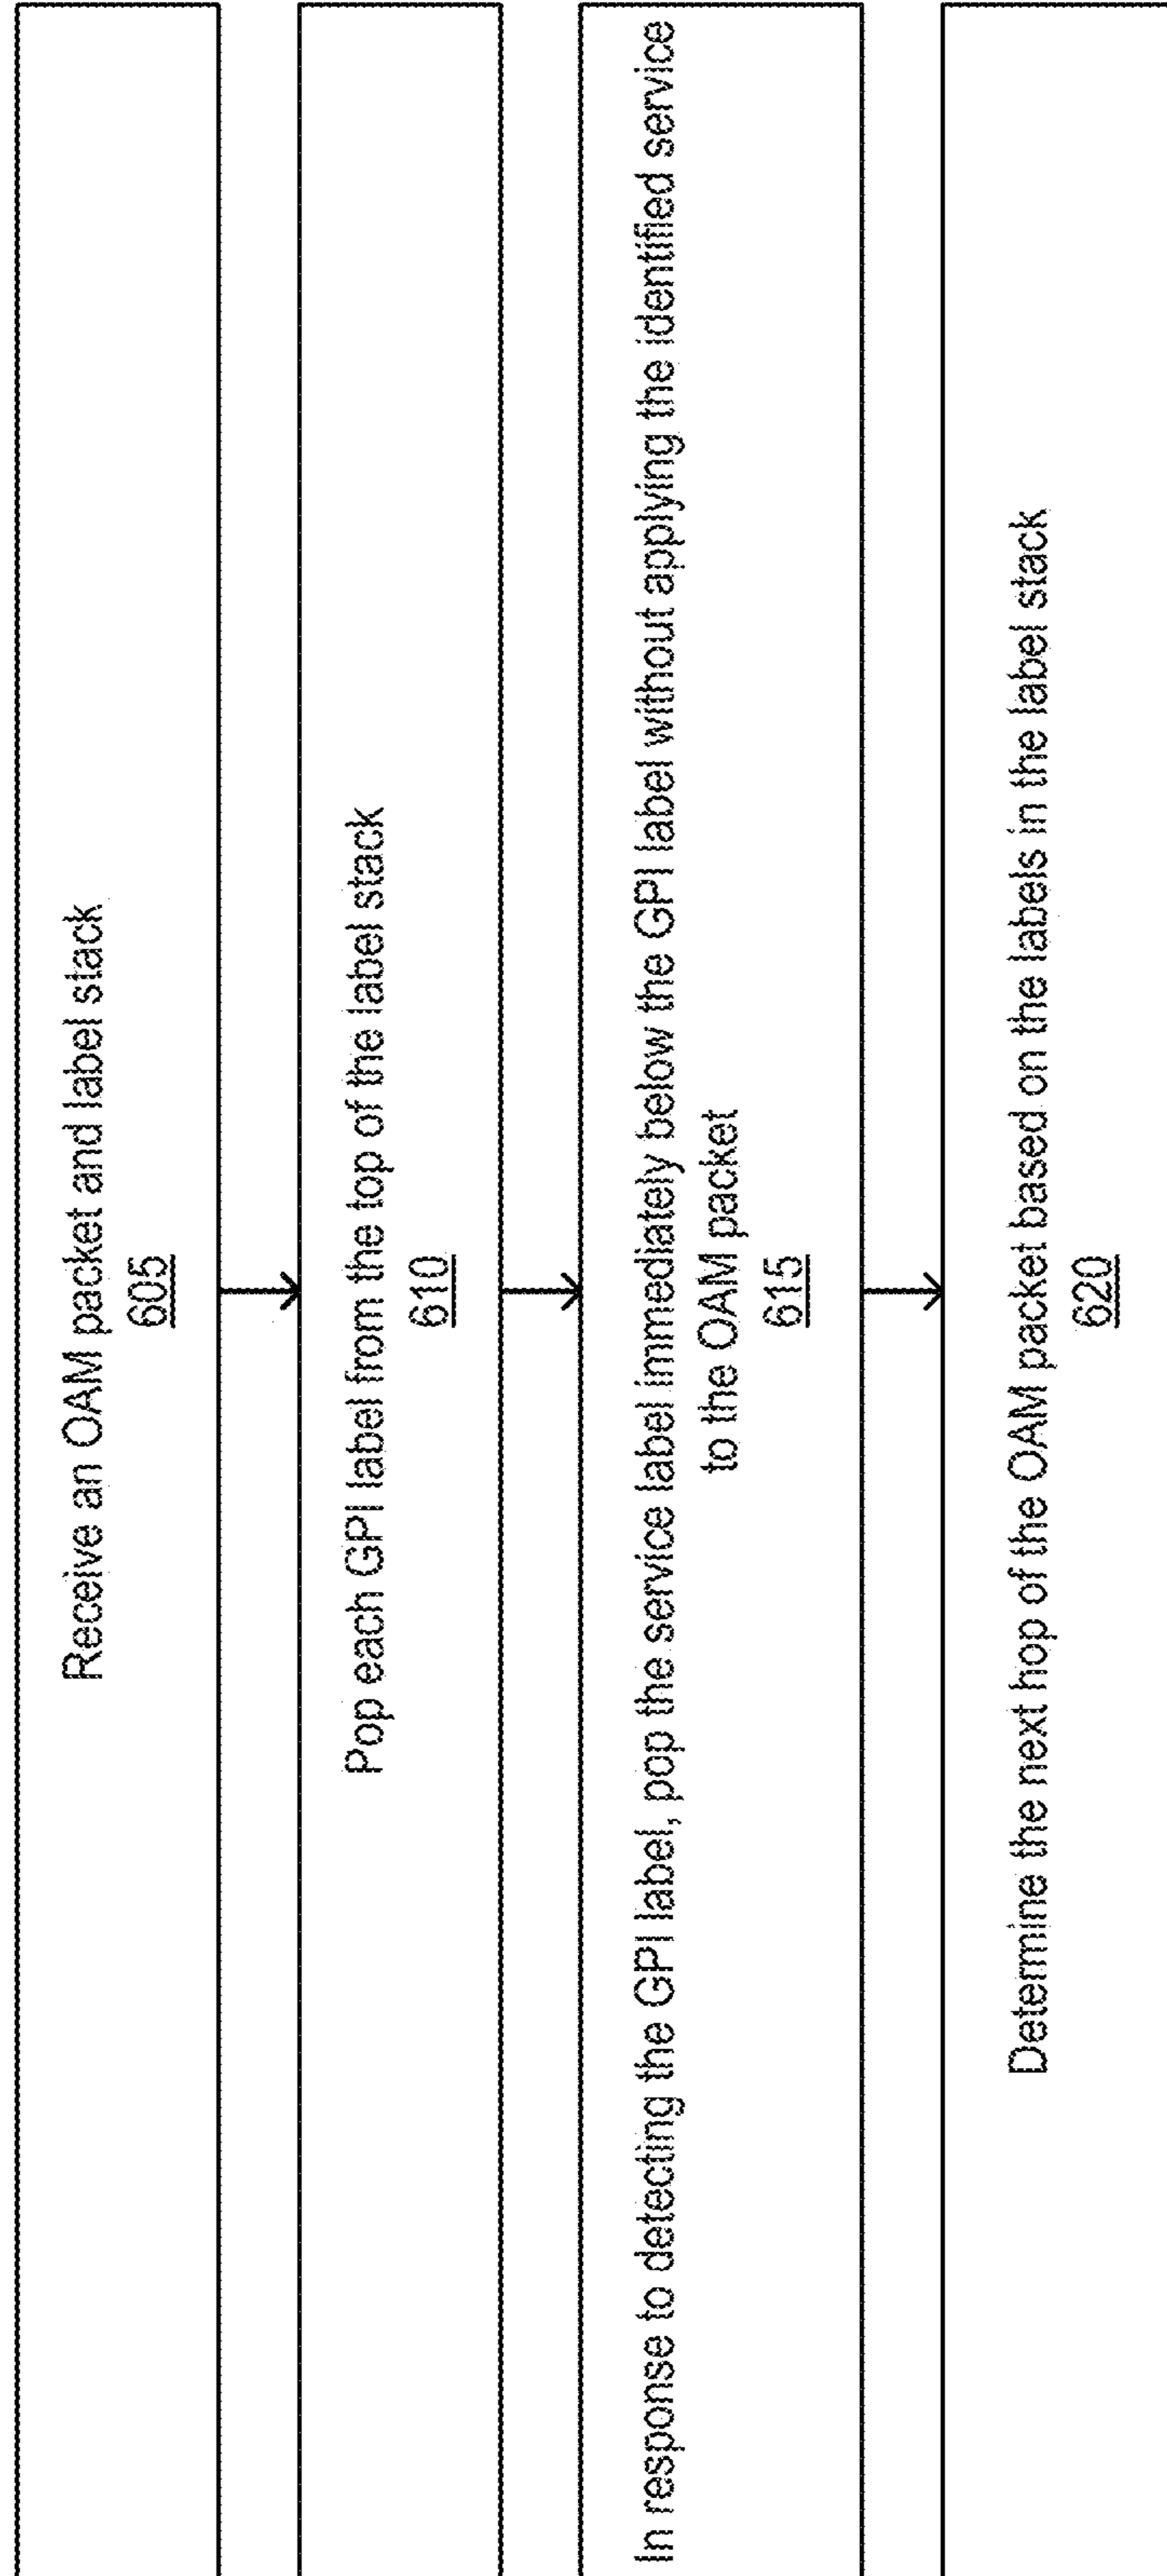 Receive an OAM packet and label stack
605
Pop each GPI label from the top of the label stack
610
In response to detecting the GPI label, pop the service label immediately below the GPI label without applying the identified service
to the OAM packet
615
Determine the next hop of the OAM packet based on the labels in the label stack
620